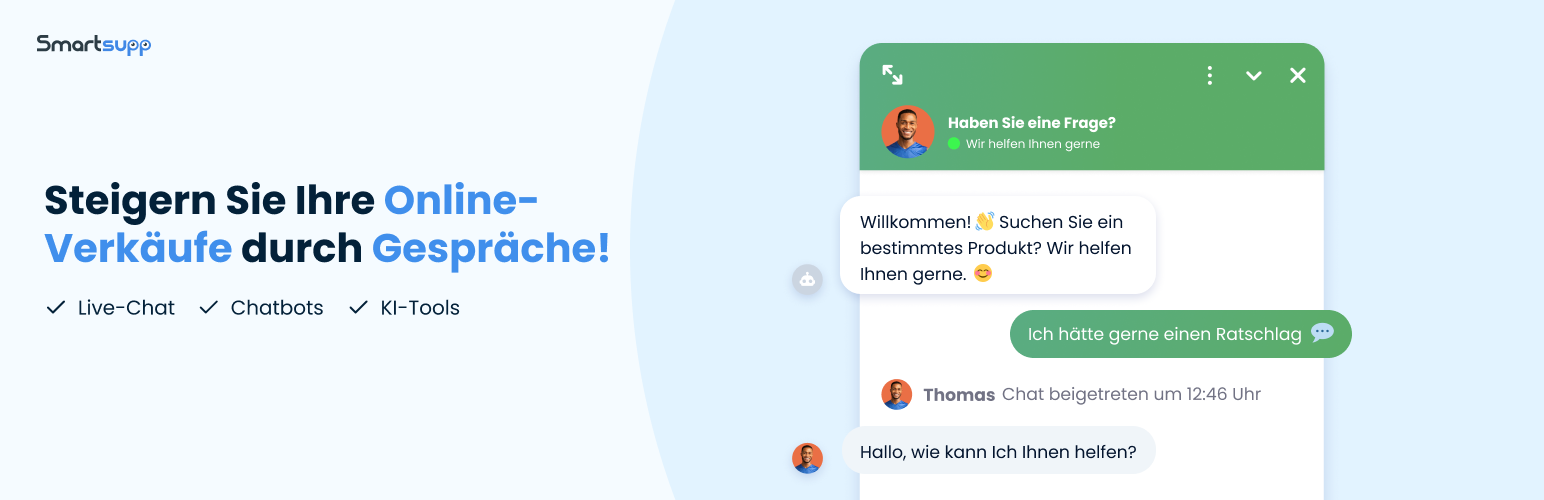 Smartsupp
Steigern Sie Ihre Online-
Verkäufe durch Gespräche!
Live-Chat Chatbots KI-Tools
Haben Sie eine Frage?
Wir helfen Ihnen gerne
Willkommen! 👋 Suchen Sie ein
bestimmtes Produkt? Wir helfen
Ihnen gerne. 😊
Ich hätte gerne einen Ratschlag 💬
Thomas Chat beigetreten um 12:46 Uhr
Hallo, wie kann Ich Ihnen helfen?